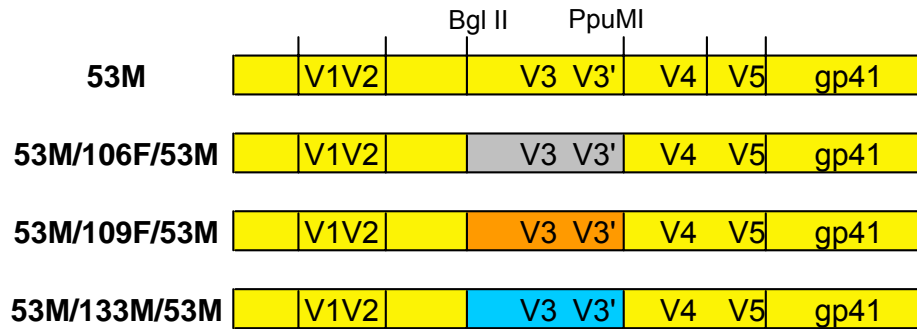 Bgl II PpuMI
53M V1V2 V3 V3' V4 V5 gp41
53M/106F/53M V1V2 V3 V3' V4 V5 gp41
53M/109F/53M V1V2 V3 V3' V4 V5 gp41
53M/133M/53M V1V2 V3 V3' V4 V5 gp41